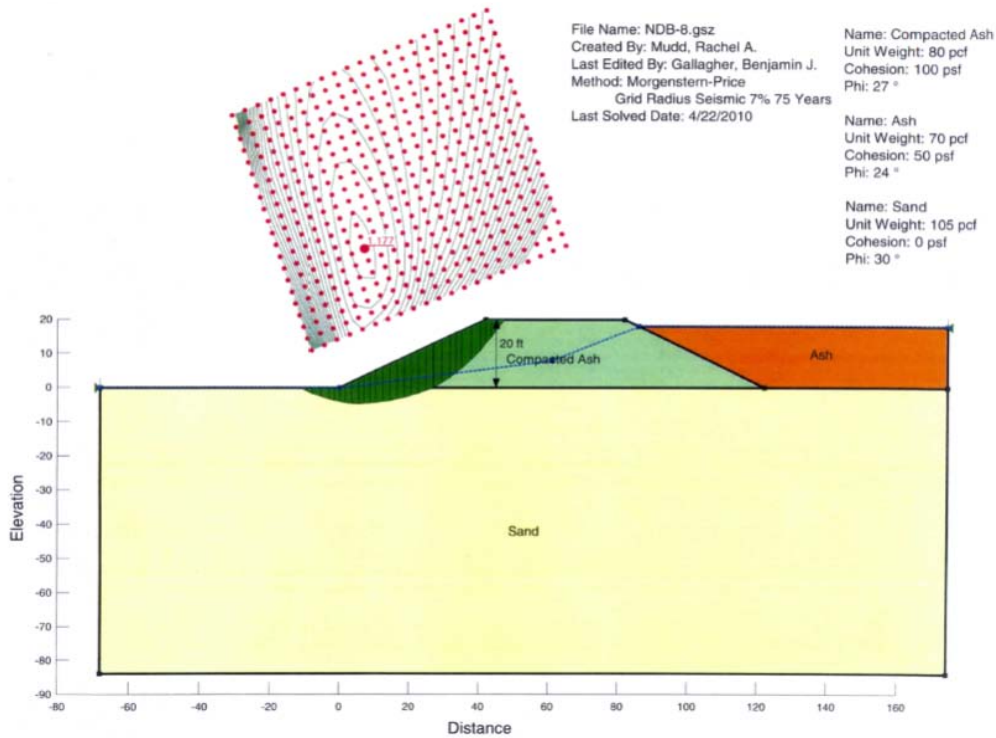 File Name: NDB-8.gsz
Created By: Mudd, Rachel A.
Last Edited By: Gallagher, Benjamin J.
Method: Morgenstern-Price
Grid Radius Seismic 7% 75 Years
Last Solved Date: 4/22/2010
Name: Compacted Ash
Unit Weight: 80 pcf
Cohesion: 100 psf
Phi: 27 °
Name: Ash
Unit Weight: 70 pcf
Cohesion: 50 psf
Phi: 24 °
Name: Sand
Unit Weight: 105 pcf
Cohesion: 0 psf
Phi: 30 °
1.177
20 ft
Compacted Ash
Ash
Sand
Elevation
20
10
0
-10
-20
-30
-40
-50
-60
-70
-80
-90
-80 -60 -40 -20 0 20 40 60 80 100 120 140 160
Distance